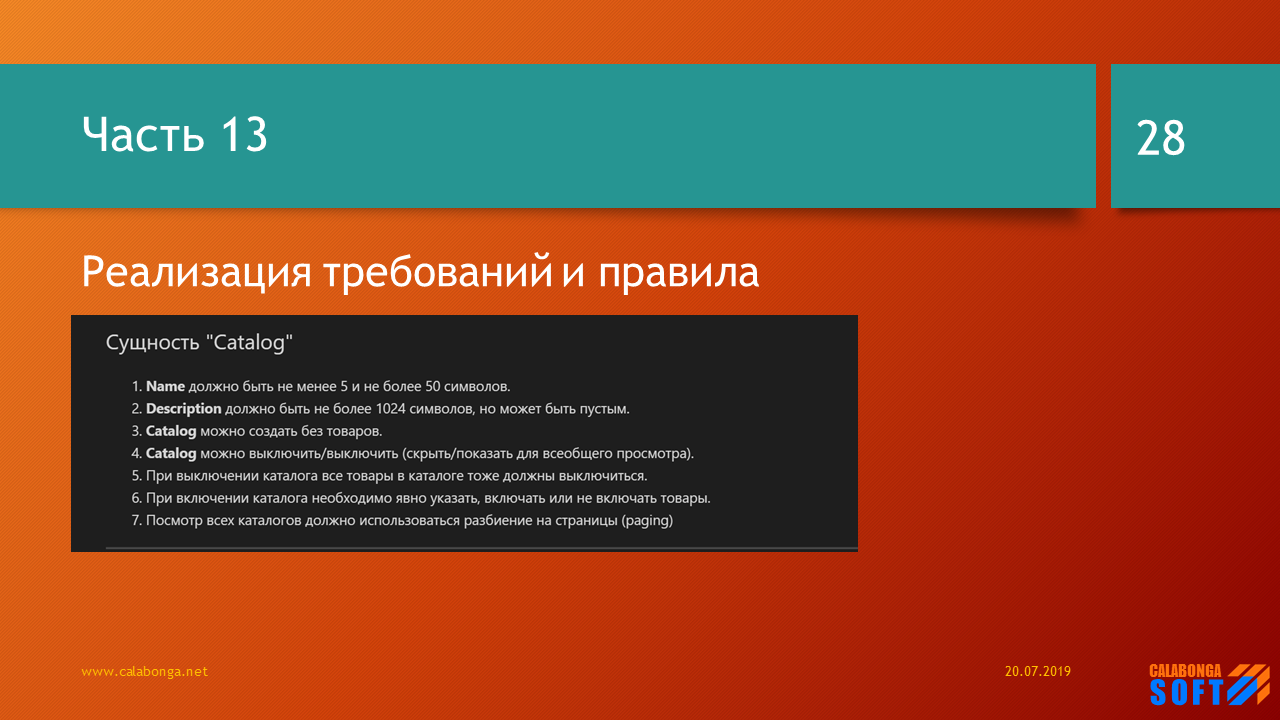 Часть 13
28
Реализация требований и правила
Сущность "Catalog"
1. Name должно быть не менее 5 и не более 50 символов.
2. Description должно быть не более 1024 символов, но может быть пустым.
3. Catalog можно создать без товаров.
4. Catalog можно выключить/выключить (скрыть/показать для всеобщего просмотра).
5. При выключении каталога все товары в каталоге тоже должны выключиться.
6. При включении каталога необходимо явно указать, включать или не включать товары.
7. Посмотр всех каталогов должно использоваться разбиение на страницы (paging)
www.calabonga.net
20.07.2019
CALABONGA
SOFT